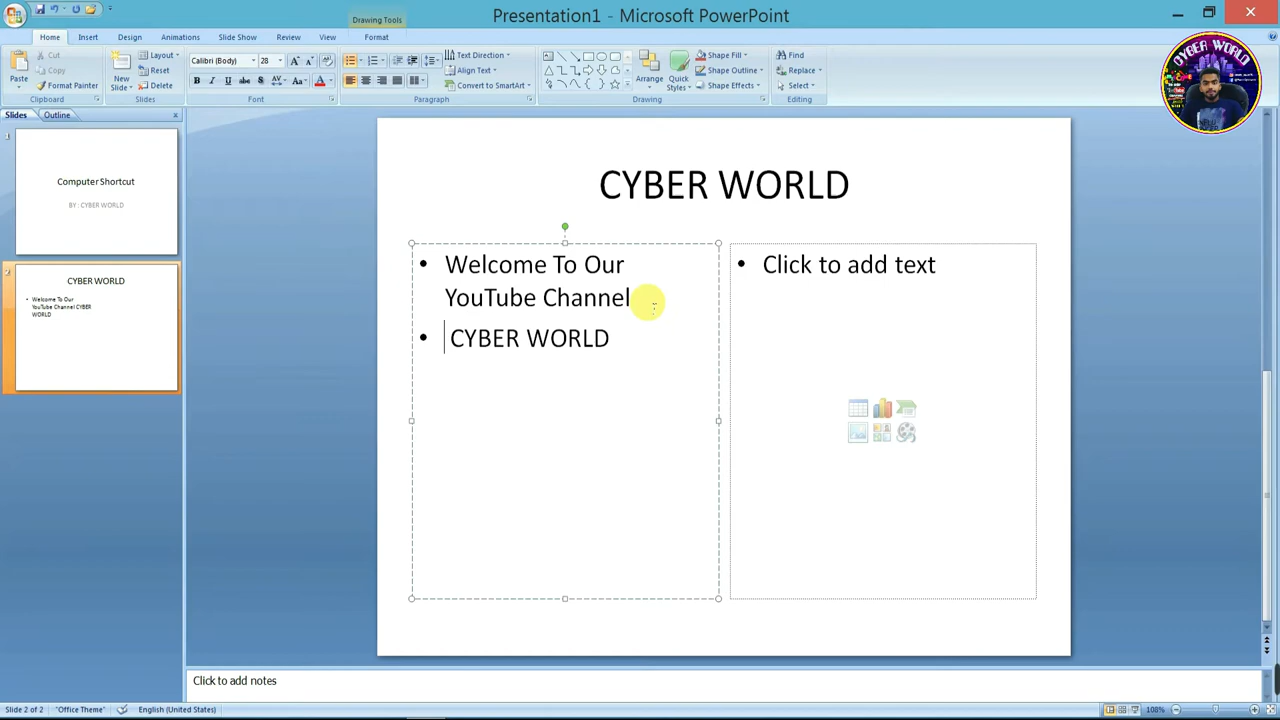 Presentation1 - Microsoft PowerPoint
Drawing Tools
Home
Insert
Design
Animations
Slide Show
Review
View
Format
Paste
Cut
Copy
Format Painter
Clipboard
New
Slide
Layout
Reset
Delete
Slides
Calibri (Body)
28
Font
Text Direction
Align Text
Convert to SmartArt
Paragraph
Arrange
Quick
Styles
Shape Fill
Shape Outline
Shape Effects
Drawing
Find
Replace
Select
Editing
CYBER WORLD
Slides
Outline
1
Computer Shortcut
BY : CYBER WORLD
2
CYBER WORLD
• Welcome To Our
YouTube Channel CYBER
WORLD
CYBER WORLD
• Welcome To Our
YouTube Channel
• CYBER WORLD
• Click to add text
Click to add notes
Slide 2 of 2
"Office Theme"
English (United States)
108%